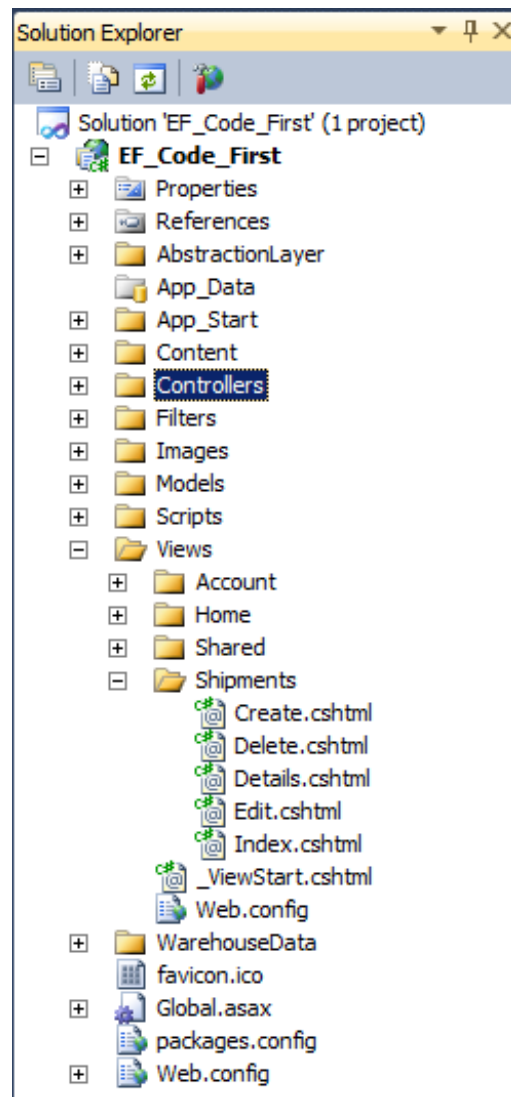 Solution Explorer
Solution 'EF_Code_First' (1 project)
EF_Code_First
Properties
References
AbstractionLayer
App_Data
App_Start
Content
Controllers
Filters
Images
Models
Scripts
Views
Account
Home
Shared
Shipments
Create.cshtml
Delete.cshtml
Details.cshtml
Edit.cshtml
Index.cshtml
_ViewStart.cshtml
Web.config
WarehouseData
favicon.ico
Global.asax
packages.config
Web.config